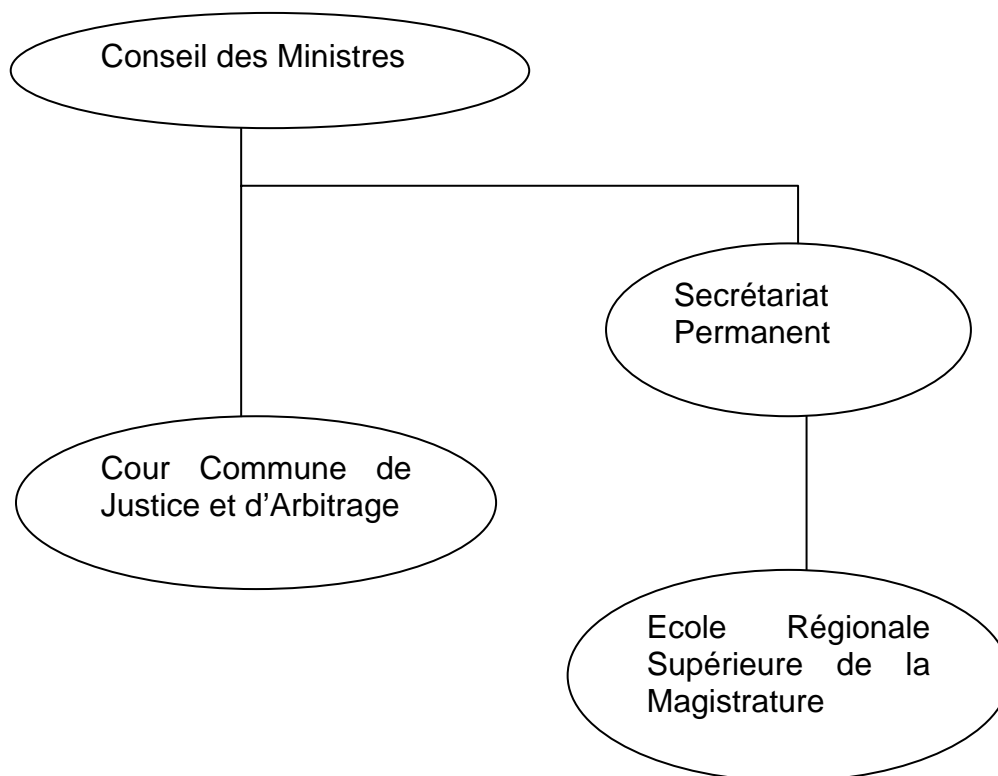 Conseil des Ministres
Secrétariat
Permanent
Cour Commune de
Justice et d’Arbitrage
Ecole Régionale
Supérieure de la
Magistrature